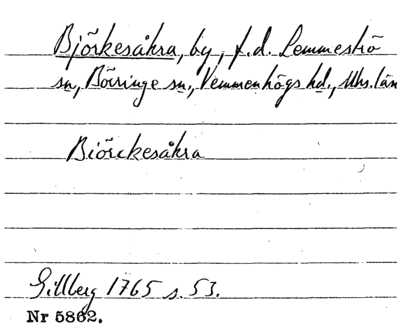 Björkesåkra, by, f.d. Lemmeströ
sn, Börringe sn, Vemmenhögs hd., Mhs. län
Biörckesåkra
Gillberg 1765 s. 53.
Nr 5862.